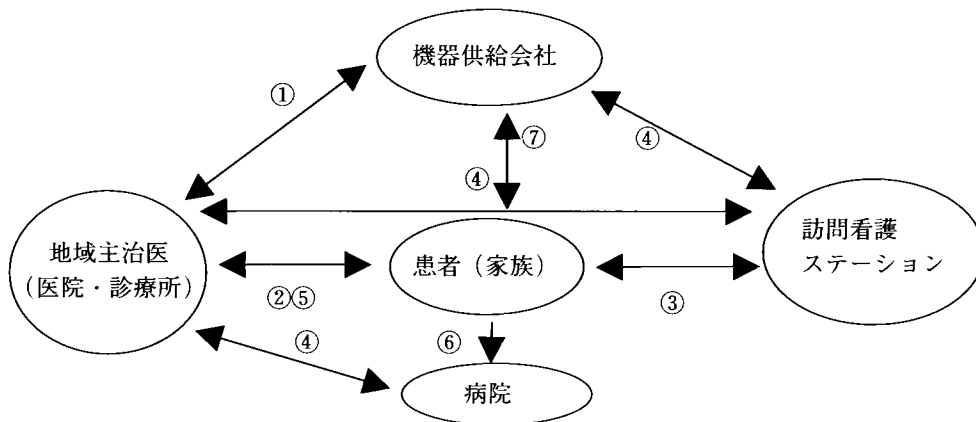 機器供給会社
①
⑦
④
④
地域主治医
(医院・診療所)
患者(家族)
訪問看護
ステーション
②⑤
③
④
⑥
病院